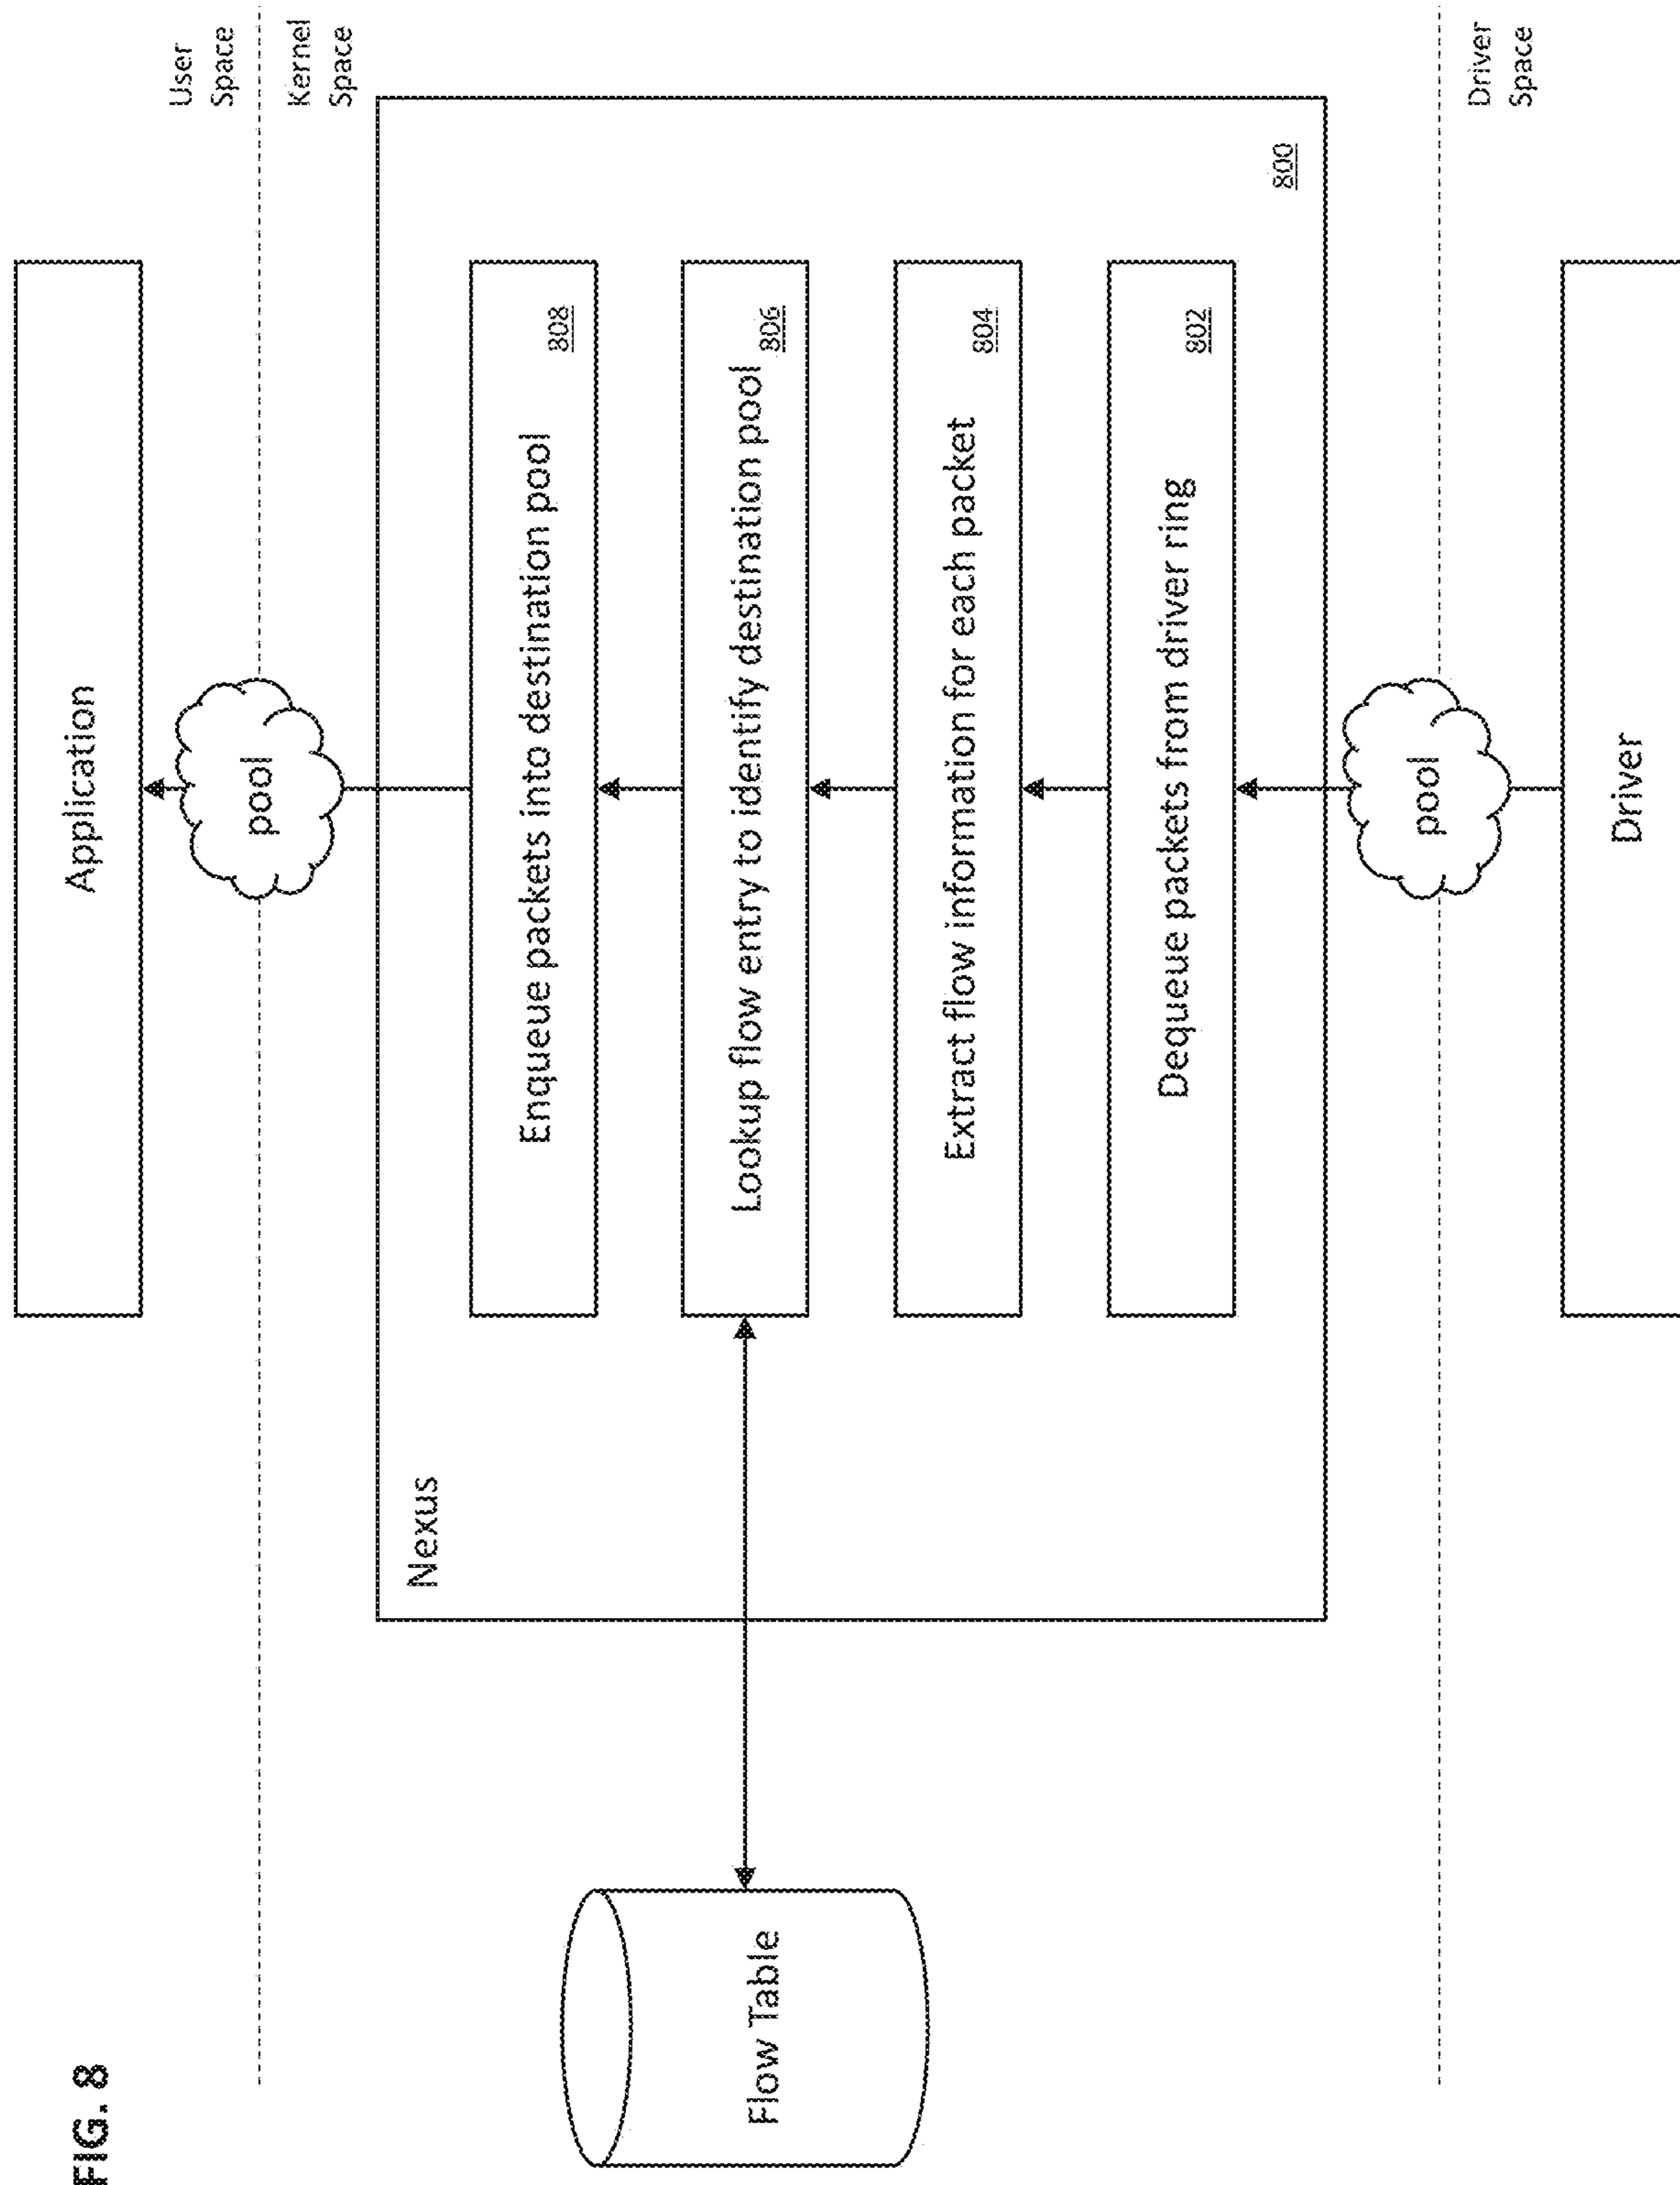 FIG. 8
Application
User
Space
pool
Kernel
Space
Nexus
Enqueue packets into destination pool
808
Lookup flow entry to identify destination pool
806
Flow Table
Extract flow information for each packet
804
Dequeue packets from driver ring
802
800
pool
Driver
Space
Driver